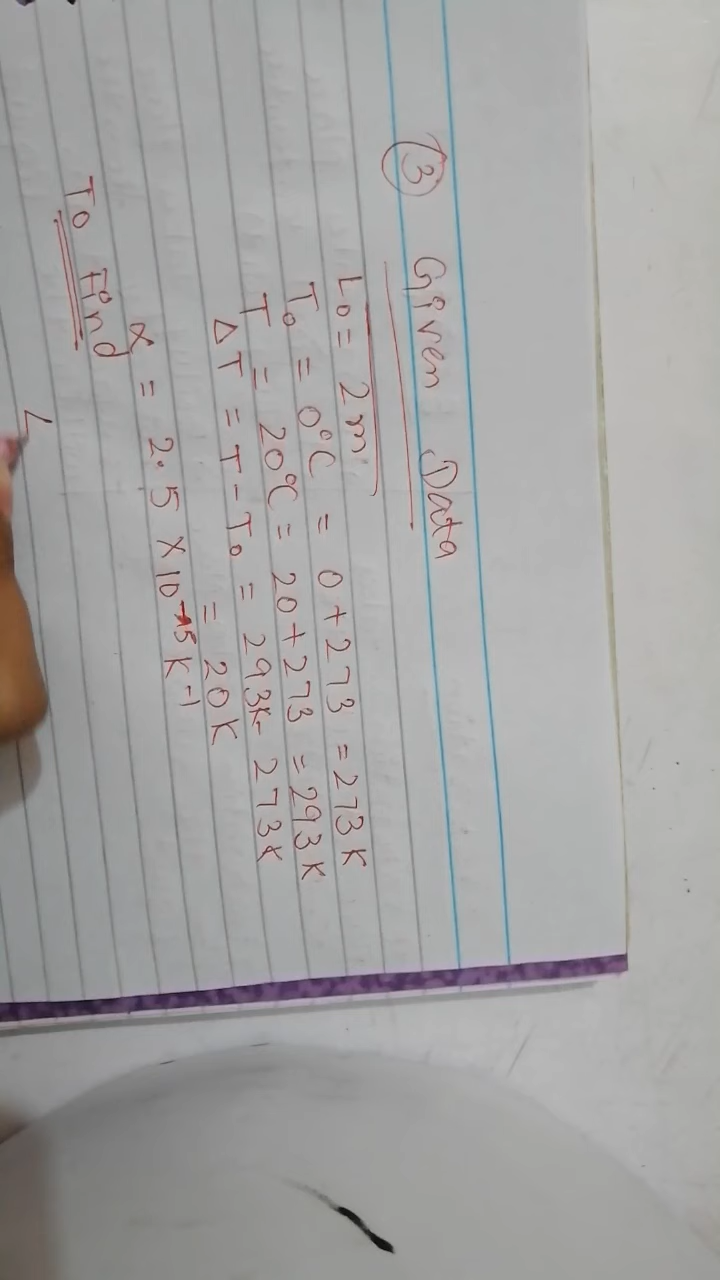 ③ Given Data
L₀ = 2m
T₀ = 0°C = 0 + 273 = 273 K
T = 20°C = 20 + 273 = 293 K
ΔT = T - T₀ = 293K - 273K
= 20K
α = 2.5 × 10⁻⁵ K⁻¹
To Find
L